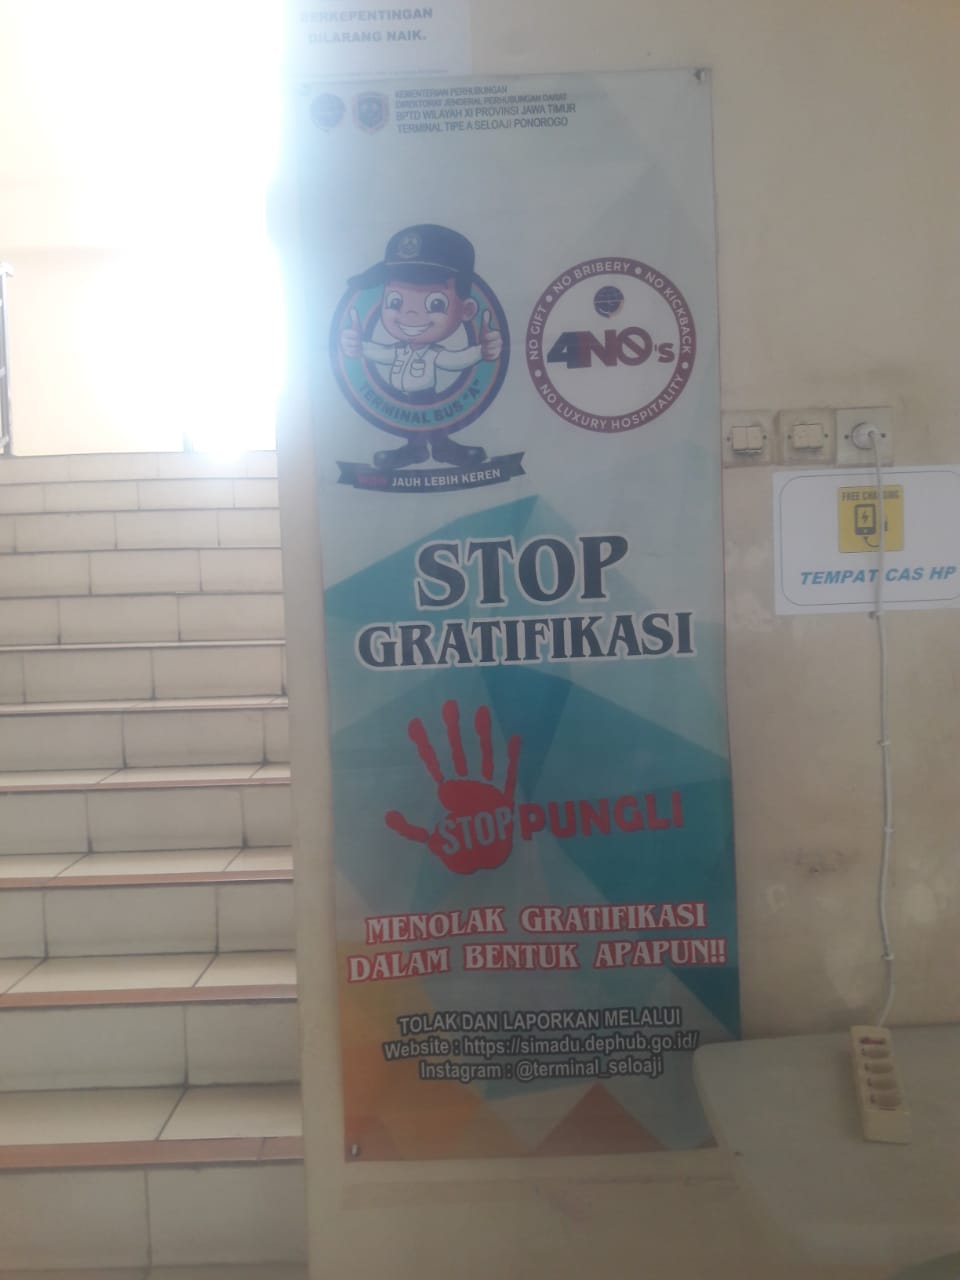 BERKEPENTINGAN
DILARANG NAIK.
KEMENTERIAN PERHUBUNGAN
DIREKTORAT JENDERAL PERHUBUNGAN DARAT
BPTD WILAYAH XI PROVINSI JAWA TIMUR
TERMINAL TIPE A SELOAJI PONOROGO
TERMINAL BUS "A"
JAUH LEBIH KEREN
NO GIFT • NO BRIBERY • NO KICKBACK • NO LUXURY HOSPITALITY
4NO's
STOP
GRATIFIKASI
STOP PUNGLI
MENOLAK GRATIFIKASI
DALAM BENTUK APAPUN!!
TOLAK DAN LAPORKAN MELALUI
Website : https://simadu.dephub.go.id/
Instagram : @terminal_seloaji
FREE CHARGING
TEMPAT CAS HP